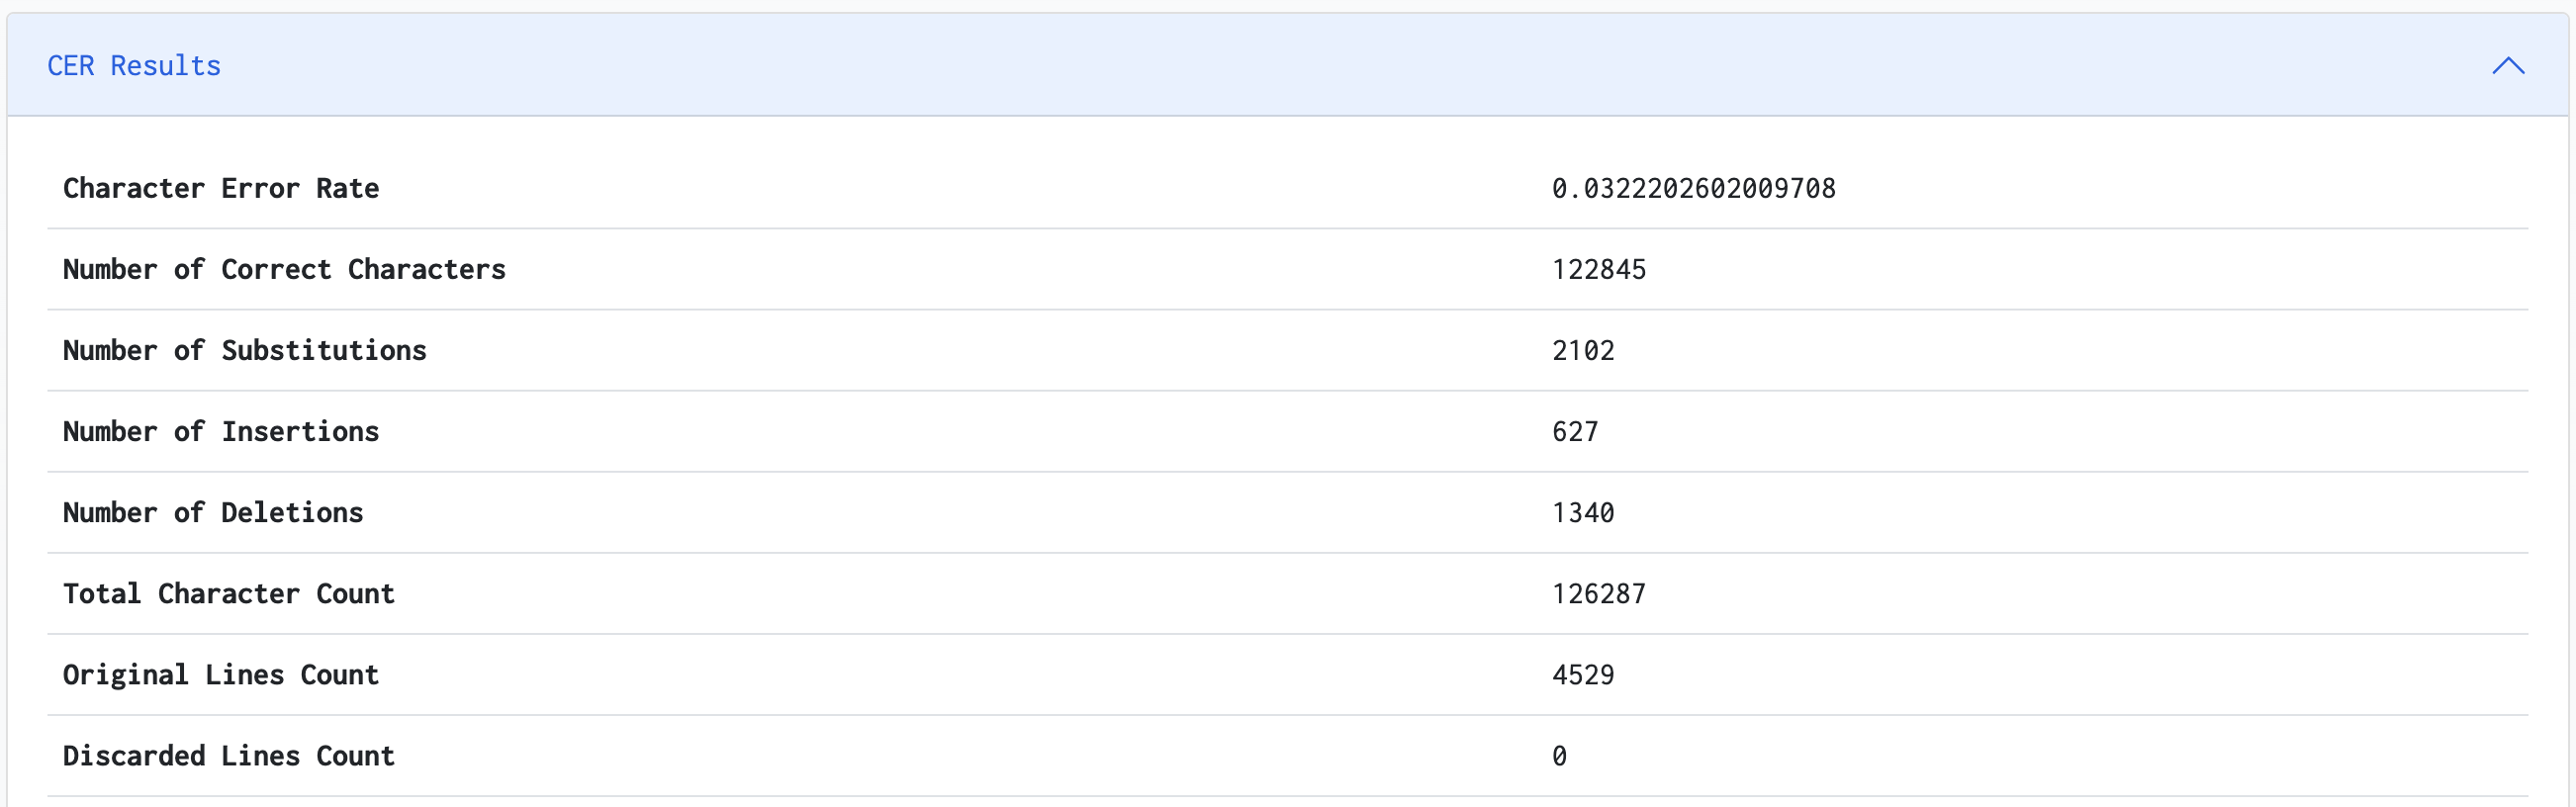 CER Results
Character Error Rate 0.0322202602009708
Number of Correct Characters 122845
Number of Substitutions 2102
Number of Insertions 627
Number of Deletions 1340
Total Character Count 126287
Original Lines Count 4529
Discarded Lines Count 0